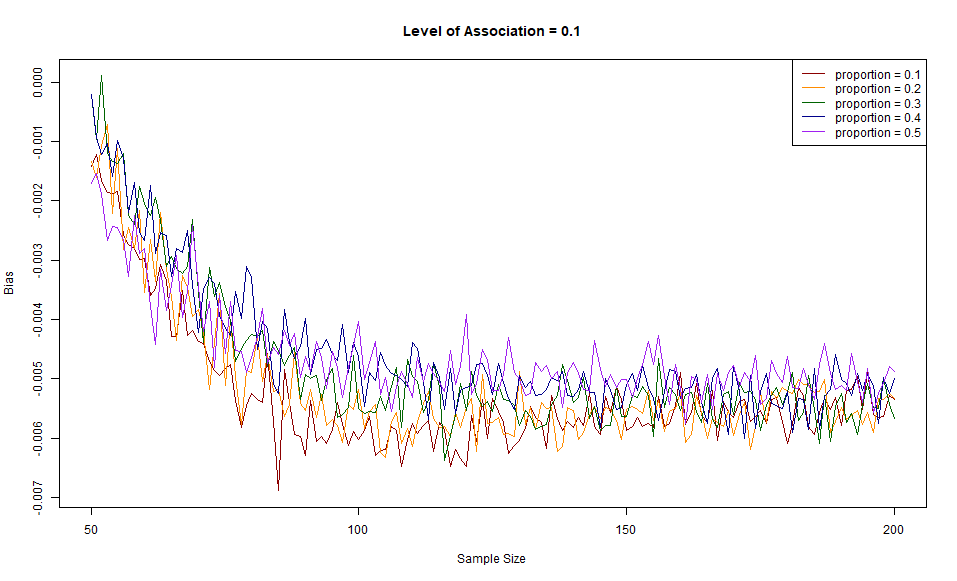 Level of Association = 0.1
proportion = 0.1
proportion = 0.2
proportion = 0.3
proportion = 0.4
proportion = 0.5
Bias
0.000
-0.001
-0.002
-0.003
-0.004
-0.005
-0.006
-0.007
50
100
150
200
Sample Size